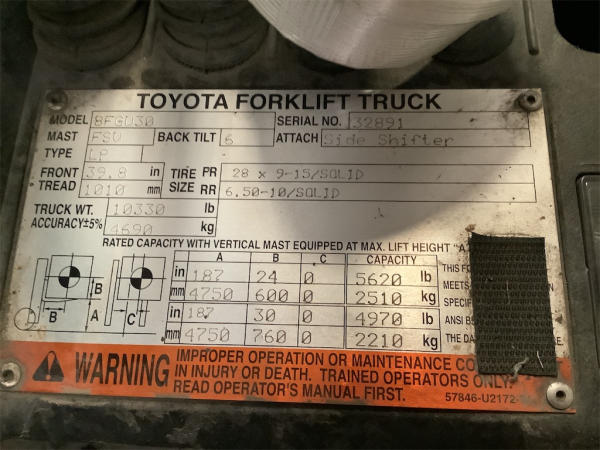 TOYOTA FORKLIFT TRUCK
MODEL 8FGU30 SERIAL NO. 32891
MAST FSV BACK TILT 6 ATTACH Side Shifter
TYPE LP
FRONT 39.8 in TIRE PR 28 x 9-15/SOLID
TREAD 1010 mm SIZE RR 6.50-10/SOLID
TRUCK WT. 10330 lb
ACCURACY±5% 4690 kg
RATED CAPACITY WITH VERTICAL MAST EQUIPPED AT MAX. LIFT HEIGHT "A
A B C CAPACITY
in 187 24 0 5620 lb THIS
mm 4750 600 0 2510 kg MEETS
in 187 30 0 4970 lb ANSI
mm 4750 760 0 2210 kg THE
B A B C
WARNING
IMPROPER OPERATION OR MAINTENANCE
IN INJURY OR DEATH. TRAINED OPERATORS ONLY.
READ OPERATOR'S MANUAL FIRST.
57846-U2172